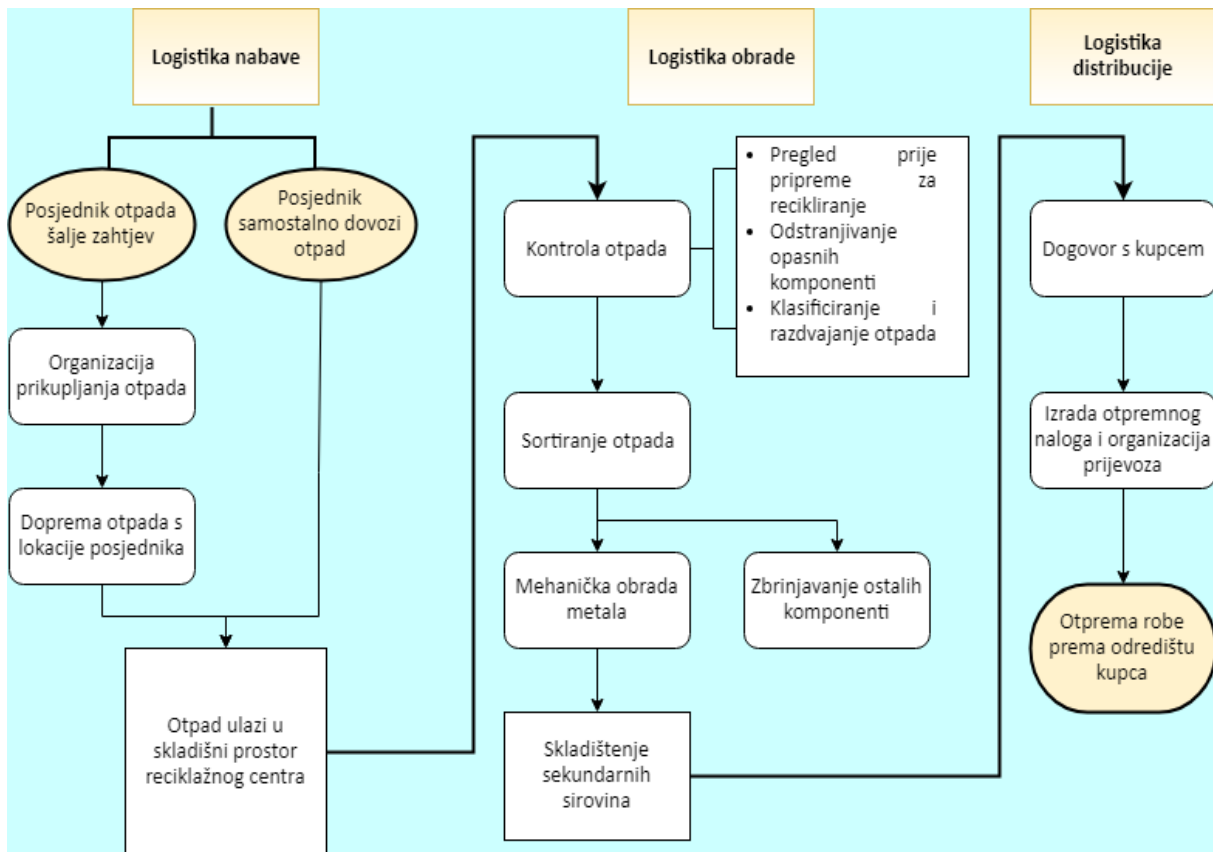 Logistika nabave
Posjednik otpada
šalje zahtjev
Posjednik
samostalno dovozi
otpad
Organizacija
prikupljanja otpada
Doprema otpada s
lokacije posjednika
Otpad ulazi u
skladišni prostor
reciklažnog centra
Logistika obrade
Kontrola otpada
• Pregled prije
pripreme za
recikliranje
• Odstranjivanje
opasnih
komponenti
• Klasificiranje i
razdvajanje otpada
Sortiranje otpada
Mehanička obrada
metala
Zbrinjavanje ostalih
komponenti
Skladištenje
sekundarnih
sirovina
Logistika
distribucije
Dogovor s kupcem
Izrada otpremnog
naloga i organizacija
prijevoza
Otprema robe
prema odredištu
kupca